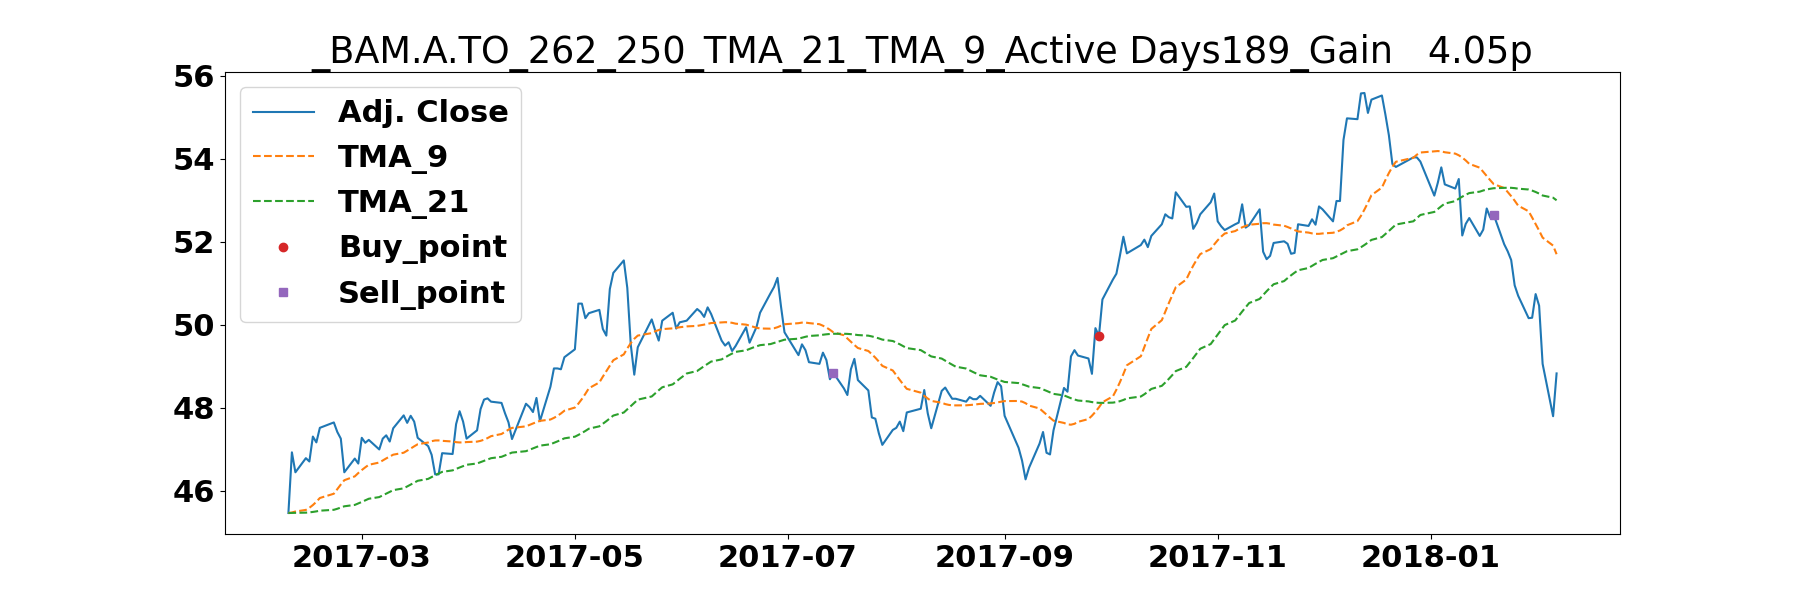 _BAM.A.TO_262_250_TMA_21_TMA_9_Active Days189_Gain   4.05p
56
54
52
50
48
46
Adj. Close
TMA_9
TMA_21
Buy_point
Sell_point
2017-03 2017-05 2017-07 2017-09 2017-11 2018-01